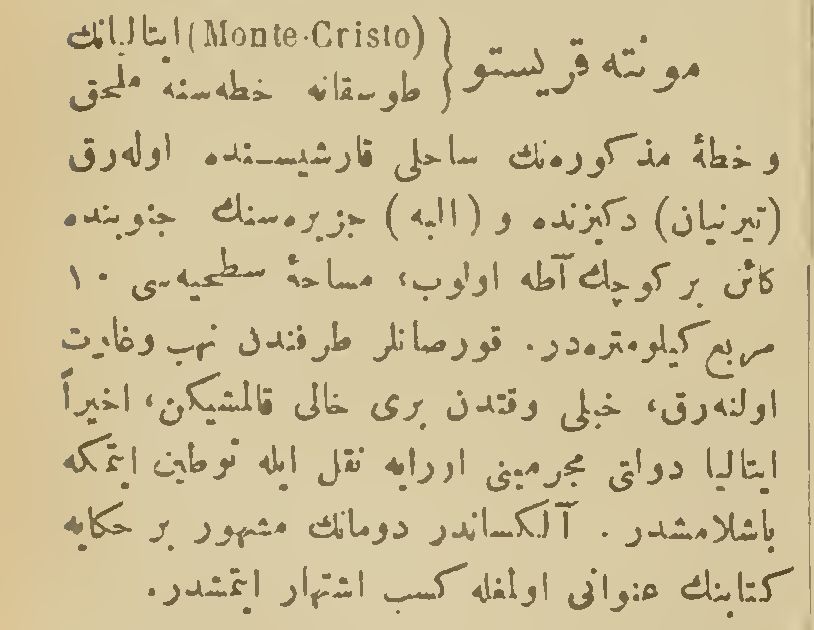 مونته قریستو { (Monte-Cristo) ایتالیانك
طوسقانه خطه‌سنه ملحق
و خطهٔ مذكوره‌نك ساحلی قارشیسنده اوله‌رق
(تیرنیان) دكیزنده و (البه) جزیره‌سنك جنوبنده
كائن بر كوچك آطه اولوب، مساحهٔ سطحیه‌سی ١٠
مربع كیلومتره‌در. قورصانلر طرفندن نهب وغارت
اولنه‌رق، خیلی وقتدن بری خالی قالمشیكن، اخیراً
ایتالیا دولتی مجرمینی اورایه نقل ایله توطین ایتمكه
باشلامشدر. آلكساندر دومانك مشهور بر حكایه
كتابنك عنوانی اولمغله كسب اشتهار ایتمشدر.